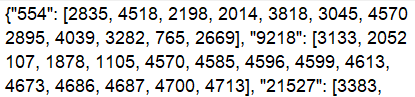 {"554": [2835, 4518, 2198, 2014, 3818, 3045, 4570
2895, 4039, 3282, 765, 2669], "9218": [3133, 2052
107, 1878, 1105, 4570, 4585, 4596, 4599, 4613,
4673, 4686, 4687, 4700, 4713], "21527": [3383,